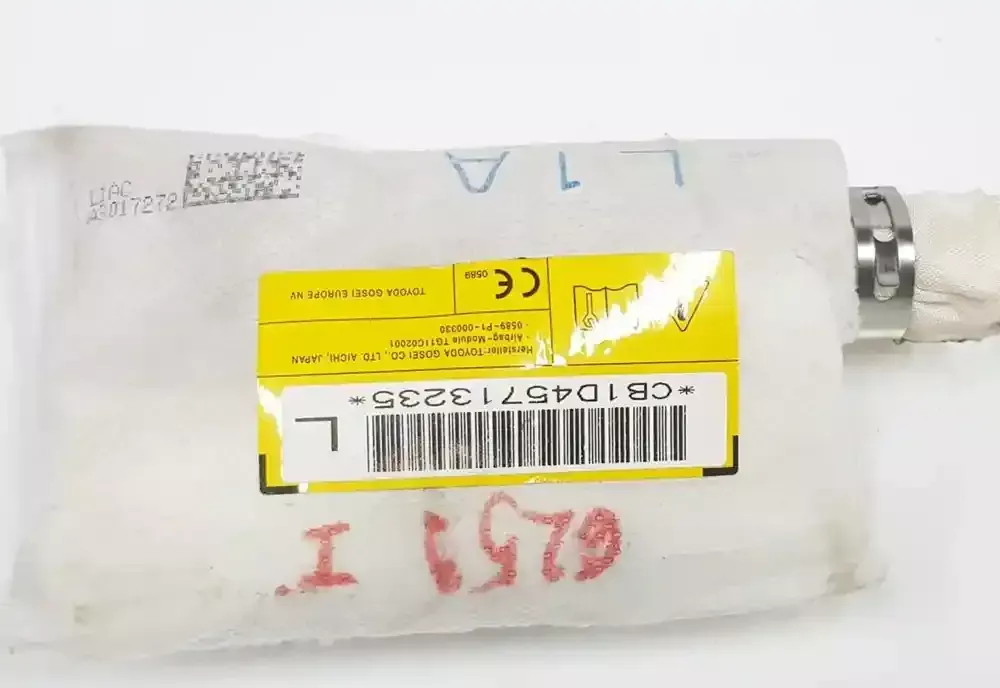 *CB1D45713235*
L
Hersteller:TOYODA GOSEI CO., LTD. AICHI, JAPAN
· Airbag-Module TG11C02001
· 0589-P1-000330
CE
0589
TOYODA GOSEI EUROPE NV
L1A
L1AC
A3017272